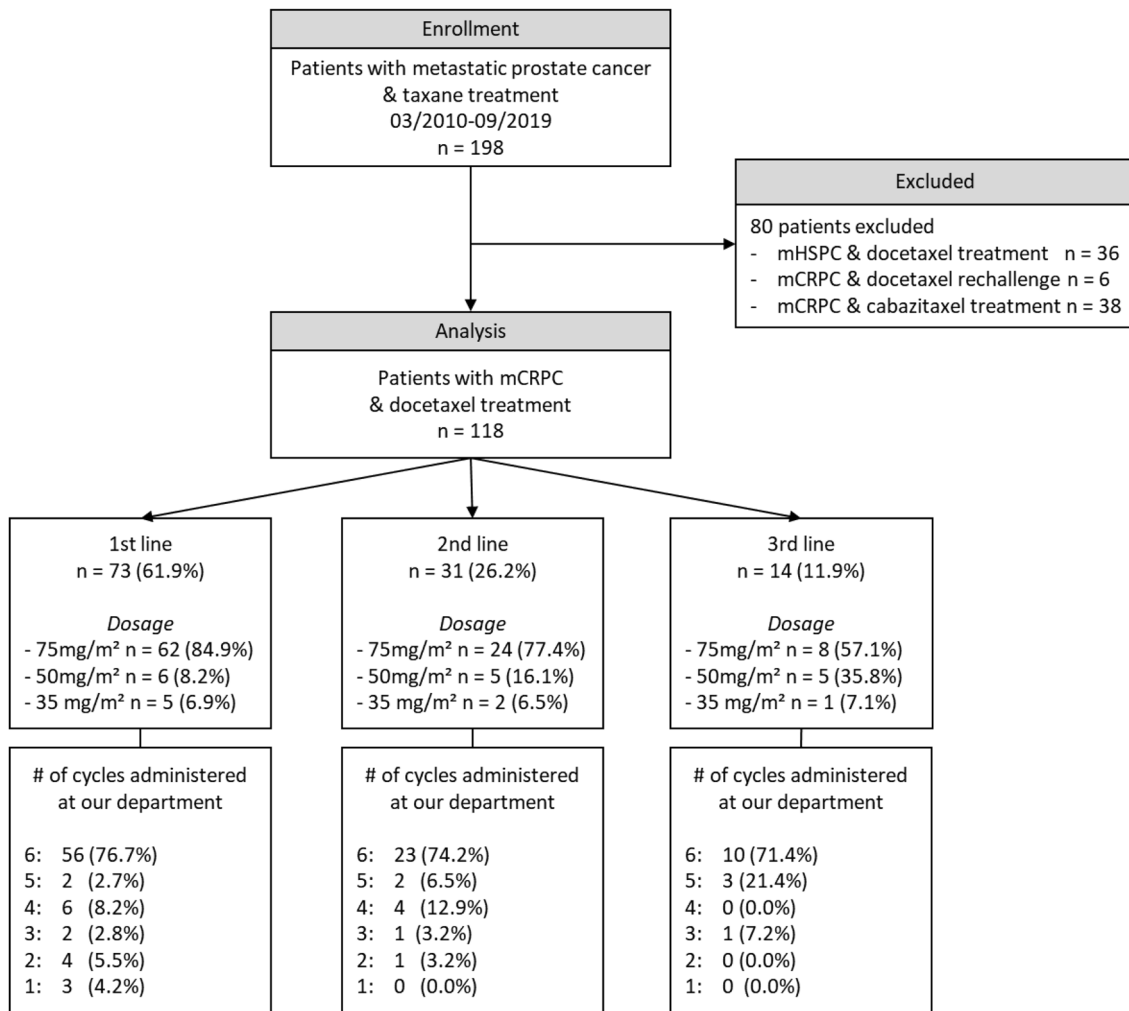 Enrollment
Patients with metastatic prostate cancer
& taxane treatment
03/2010-09/2019
n = 198
Excluded
80 patients excluded
- mHSPC & docetaxel treatment n = 36
- mCRPC & docetaxel rechallenge n = 6
- mCRPC & cabazitaxel treatment n = 38
Analysis
Patients with mCRPC
& docetaxel treatment
n = 118
1st line
n = 73 (61.9%)
Dosage
- 75mg/m² n = 62 (84.9%)
- 50mg/m² n = 6 (8.2%)
- 35 mg/m² n = 5 (6.9%)
2nd line
n = 31 (26.2%)
Dosage
- 75mg/m² n = 24 (77.4%)
- 50mg/m² n = 5 (16.1%)
- 35 mg/m² n = 2 (6.5%)
3rd line
n = 14 (11.9%)
Dosage
- 75mg/m² n = 8 (57.1%)
- 50mg/m² n = 5 (35.8%)
- 35 mg/m² n = 1 (7.1%)
# of cycles administered
at our department
6: 56 (76.7%)
5: 2 (2.7%)
4: 6 (8.2%)
3: 2 (2.8%)
2: 4 (5.5%)
1: 3 (4.2%)
# of cycles administered
at our department
6: 23 (74.2%)
5: 2 (6.5%)
4: 4 (12.9%)
3: 1 (3.2%)
2: 1 (3.2%)
1: 0 (0.0%)
# of cycles administered
at our department
6: 10 (71.4%)
5: 3 (21.4%)
4: 0 (0.0%)
3: 1 (7.2%)
2: 0 (0.0%)
1: 0 (0.0%)